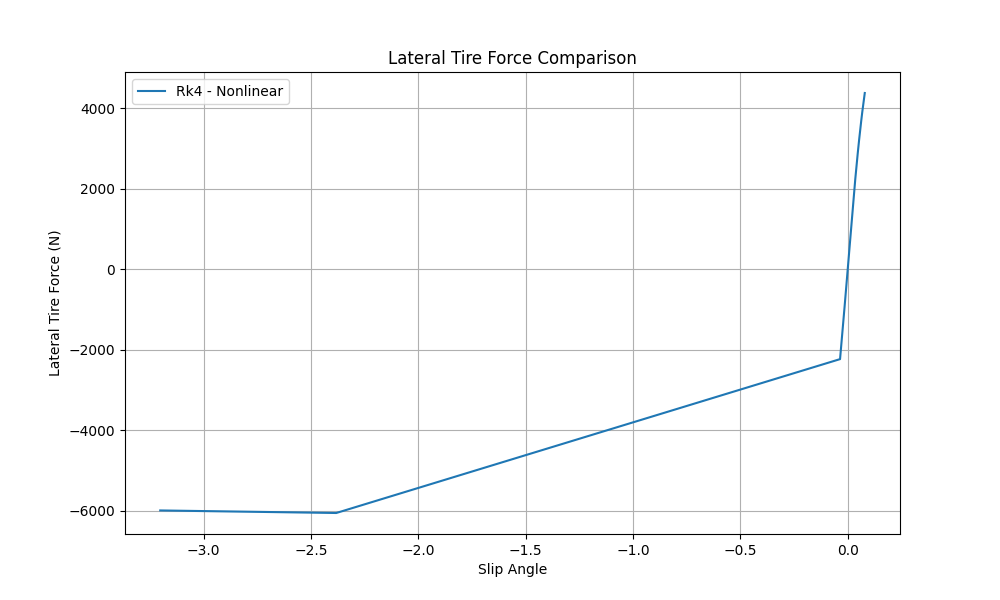 Lateral Tire Force Comparison
Rk4 - Nonlinear
Lateral Tire Force (N)
4000
2000
0
−2000
−4000
−6000
−3.0 −2.5 −2.0 −1.5 −1.0 −0.5 0.0
Slip Angle